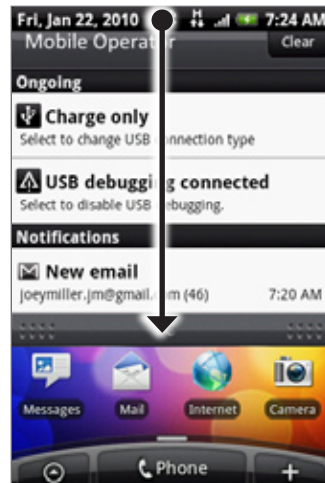 Fri, Jan 22, 2010 H 7:24 AM
Mobile Operator Clear
Ongoing
Charge only
Select to change USB connection type
USB debugging connected
Select to disable USB debugging.
Notifications
New email
joeymiller.jm@gmail.com (46) 7:20 AM
Messages Mail Internet Camera
Phone